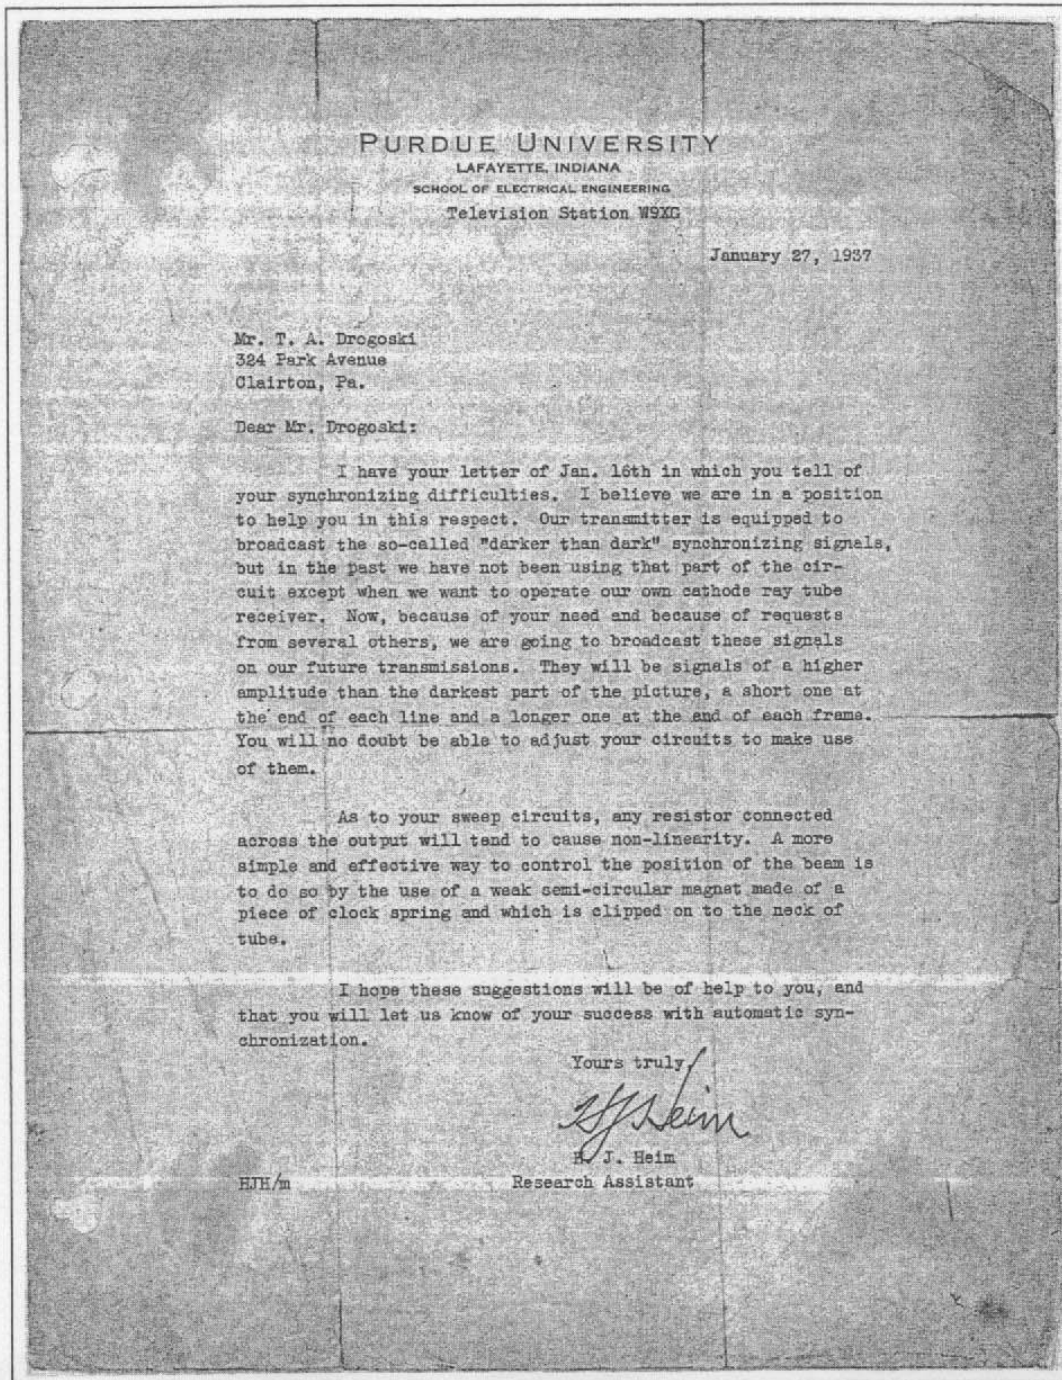 PURDUE UNIVERSITY
LAFAYETTE, INDIANA
SCHOOL OF ELECTRICAL ENGINEERING
Television Station W9XG
January 27, 1937
Mr. T. A. Drogoski
324 Park Avenue
Clairton, Pa.
Dear Mr. Drogoski:
I have your letter of Jan. 16th in which you tell of
your synchronizing difficulties. I believe we are in a position
to help you in this respect. Our transmitter is equipped to
broadcast the so-called "darker than dark" synchronizing signals,
but in the past we have not been using that part of the cir-
cuit except when we want to operate our own cathode ray tube
receiver. Now, because of your need and because of requests
from several others, we are going to broadcast these signals
on our future transmissions. They will be signals of a higher
amplitude than the darkest part of the picture, a short one at
the end of each line and a longer one at the end of each frame.
You will no doubt be able to adjust your circuits to make use
of them.
As to your sweep circuits, any resistor connected
across the output will tend to cause non-linearity. A more
simple and effective way to control the position of the beam is
to do so by the use of a weak semi-circular magnet made of a
piece of clock spring and which is clipped on to the neck of
tube.
I hope these suggestions will be of help to you, and
that you will let us know of your success with automatic syn-
chronization.
Yours truly,
HJ Heim
H. J. Heim
HJH/m Research Assistant